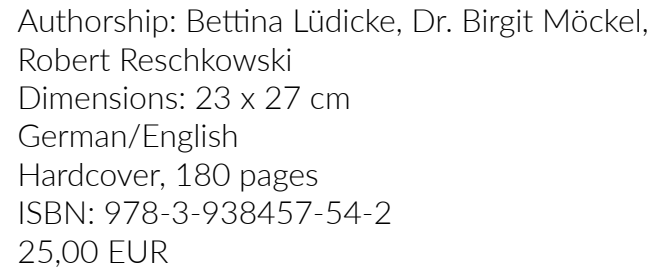 Authorship: Bettina Lüdicke, Dr. Birgit Möckel,
Robert Reschkowski
Dimensions: 23 x 27 cm
German/English
Hardcover, 180 pages
ISBN: 978-3-938457-54-2
25,00 EUR